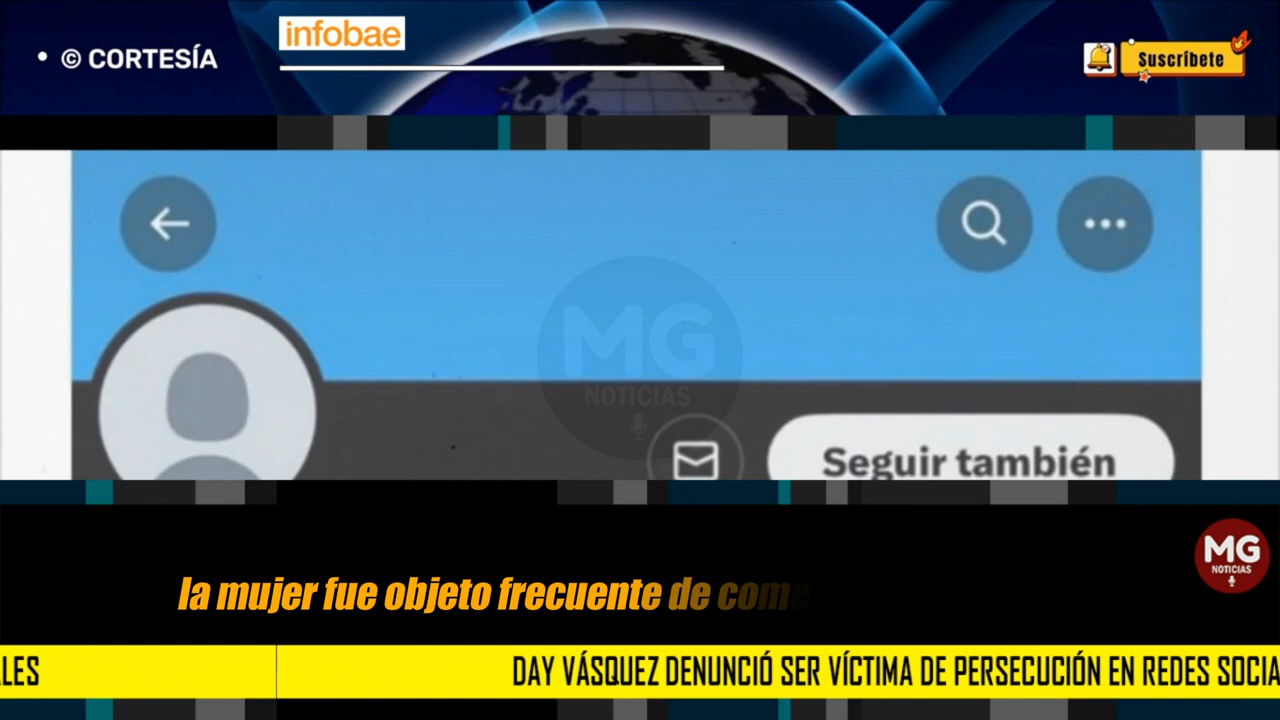 infobae
• © CORTESÍA
Suscríbete
MG
NOTICIAS
Seguir también
MG
NOTICIAS
la mujer fue objeto frecuente de
LES
DAY VÁSQUEZ DENUNCIÓ SER VÍCTIMA DE PERSECUCIÓN EN REDES SOCIA